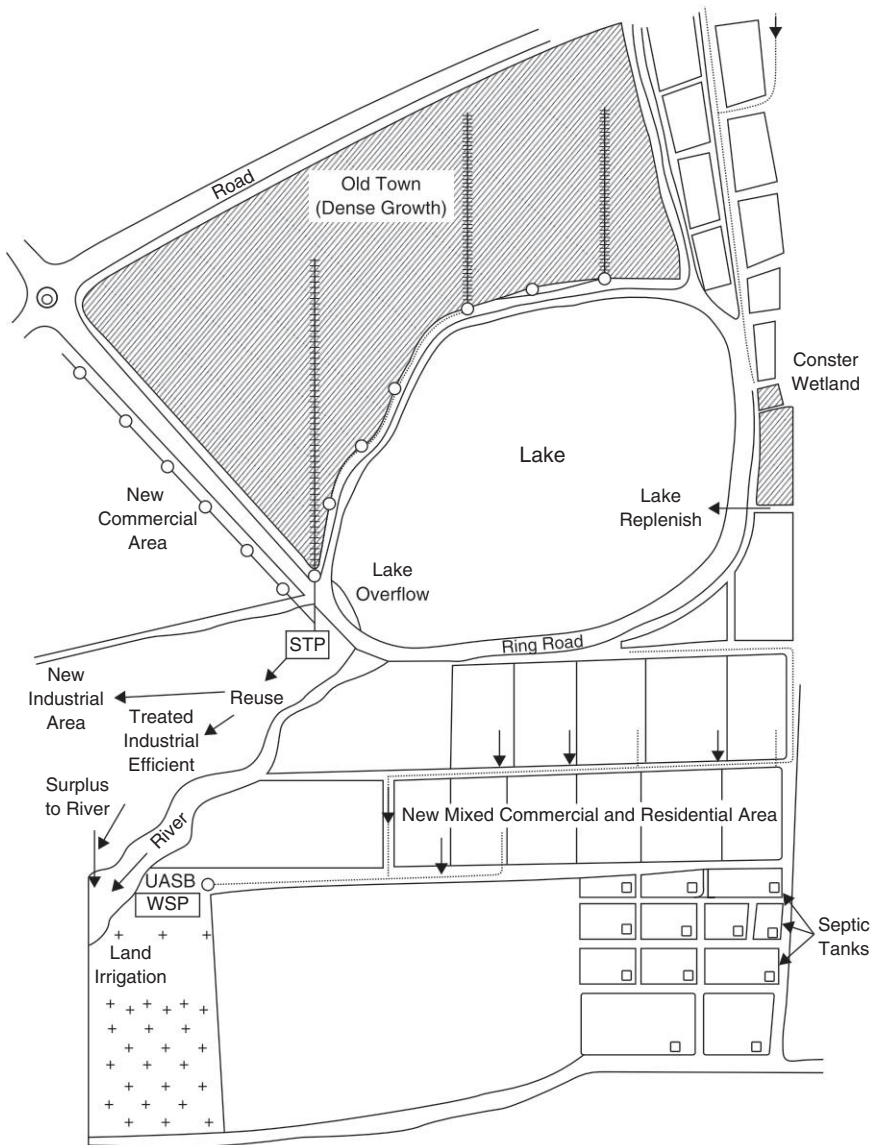 Road
Old Town
(Dense Growth)
Conster
Wetland
Lake
New
Commercial
Area
Lake
Replenish
Lake
Overflow
STP
Ring Road
New
Industrial
Area
Reuse
Treated
Industrial
Efficient
Surplus
to River
River
New Mixed Commercial and Residential Area
UASB
WSP
Septic
Tanks
Land
Irrigation